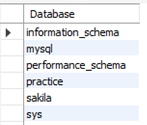 Database
information_schema
mysql
performance_schema
practice
sakila
sys